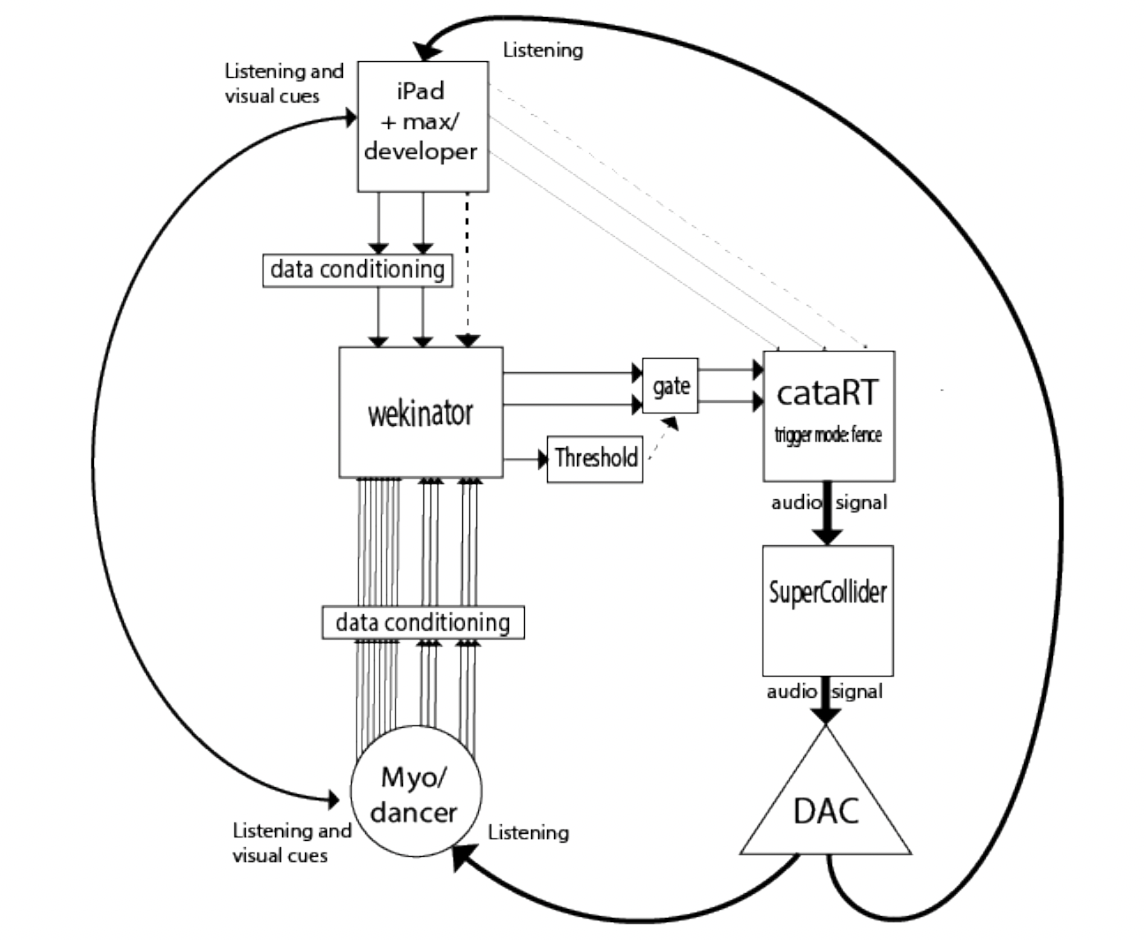 Listening
Listening and
visual cues
iPad
+ max/
developer
data conditioning
wekinator
gate
cataRT
trigger mode: fence
Threshold
audio signal
SuperCollider
data conditioning
audio signal
Myo/
dancer
DAC
Listening and
visual cues
Listening